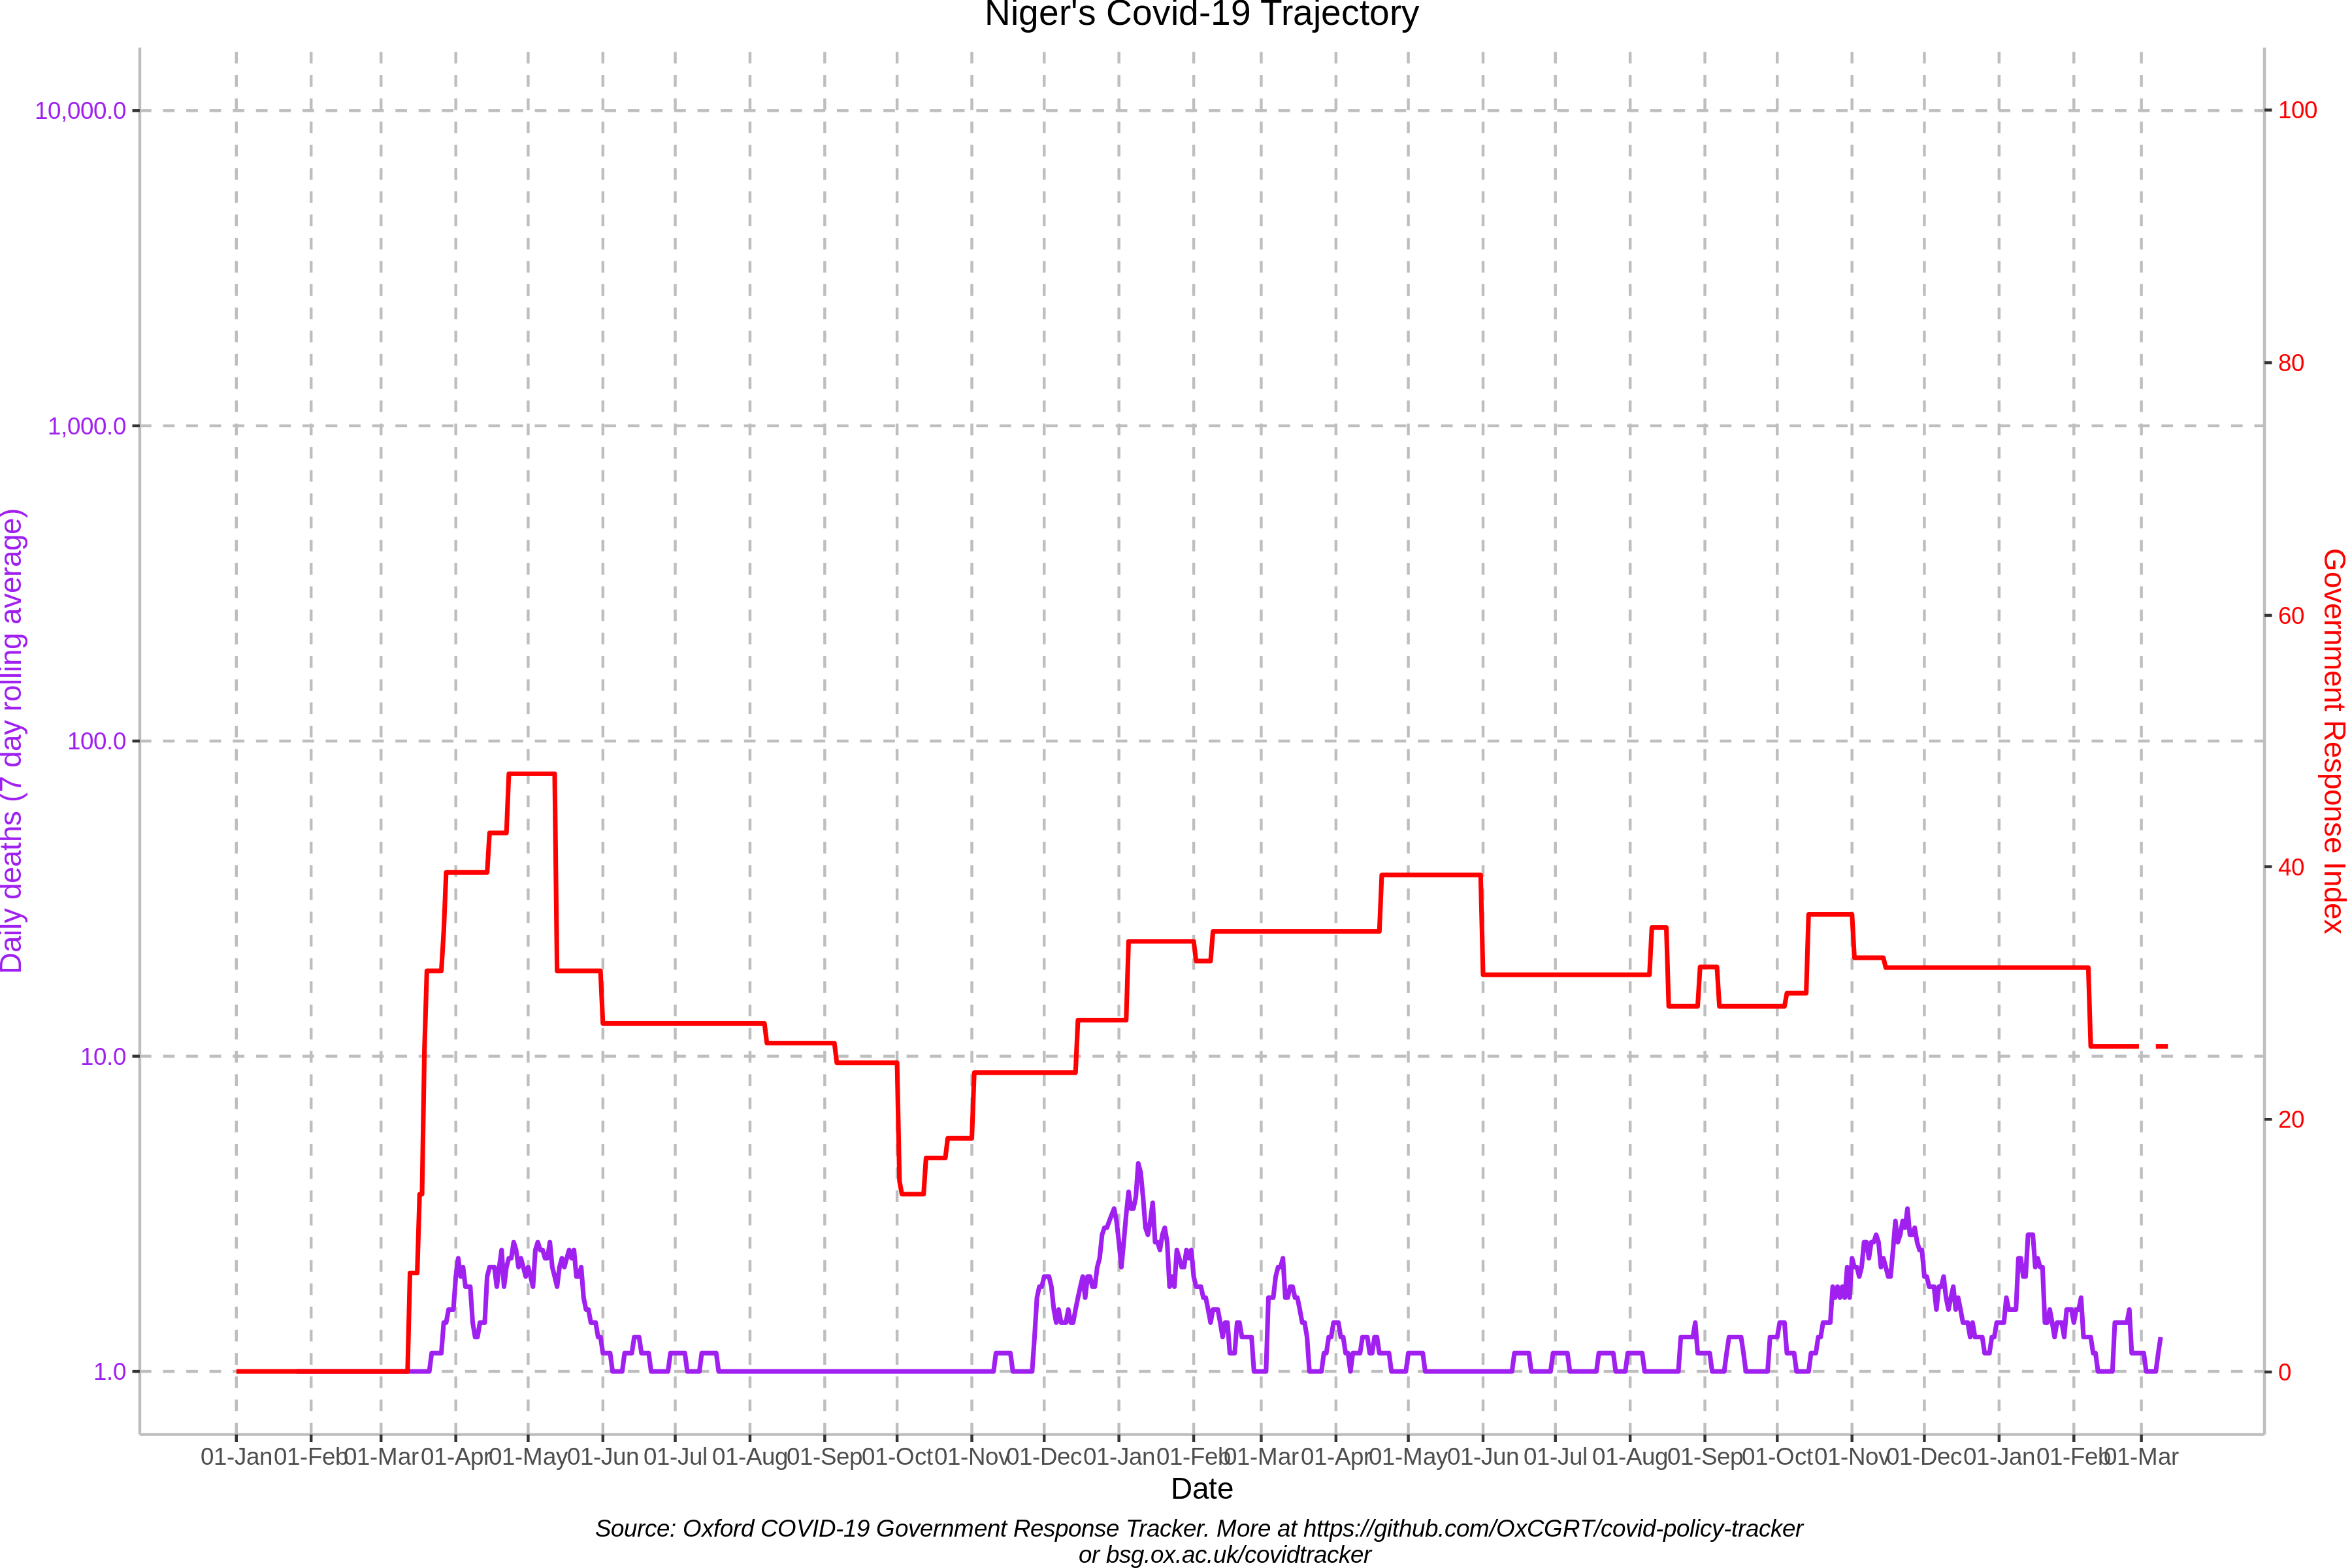 Niger's Covid-19 Trajectory
10,000.0
1,000.0
100.0
10.0
1.0
Daily deaths (7 day rolling average)
100
80
60
40
20
0
Government Response Index
01-Jan 01-Feb 01-Mar 01-Apr 01-May 01-Jun 01-Jul 01-Aug 01-Sep 01-Oct 01-Nov 01-Dec 01-Jan 01-Feb 01-Mar 01-Apr 01-May 01-Jun 01-Jul 01-Aug 01-Sep 01-Oct 01-Nov 01-Dec 01-Jan 01-Feb 01-Mar
Date
Source: Oxford COVID-19 Government Response Tracker. More at https://github.com/OxCGRT/covid-policy-tracker
or bsg.ox.ac.uk/covidtracker